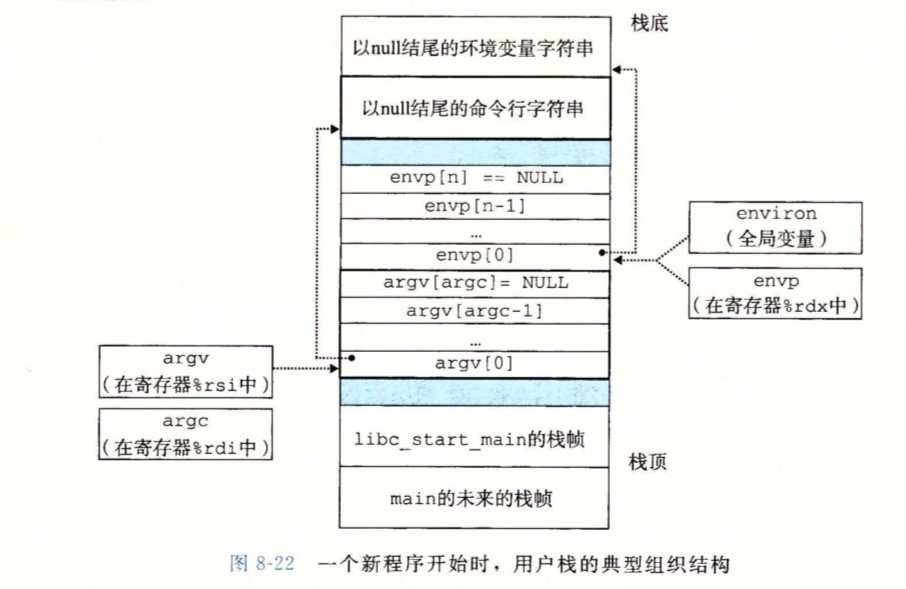 栈底
以null结尾的环境变量字符串
以null结尾的命令行字符串
envp[n] == NULL
envp[n-1]
…
envp[0]
environ
(全局变量)
envp
(在寄存器%rdx中)
argv[argc]= NULL
argv[argc-1]
…
argv[0]
argv
(在寄存器%rsi中)
argc
(在寄存器%rdi中)
libc_start_main的栈帧
栈顶
main的未来的栈帧
图 8-22 一个新程序开始时，用户栈的典型组织结构